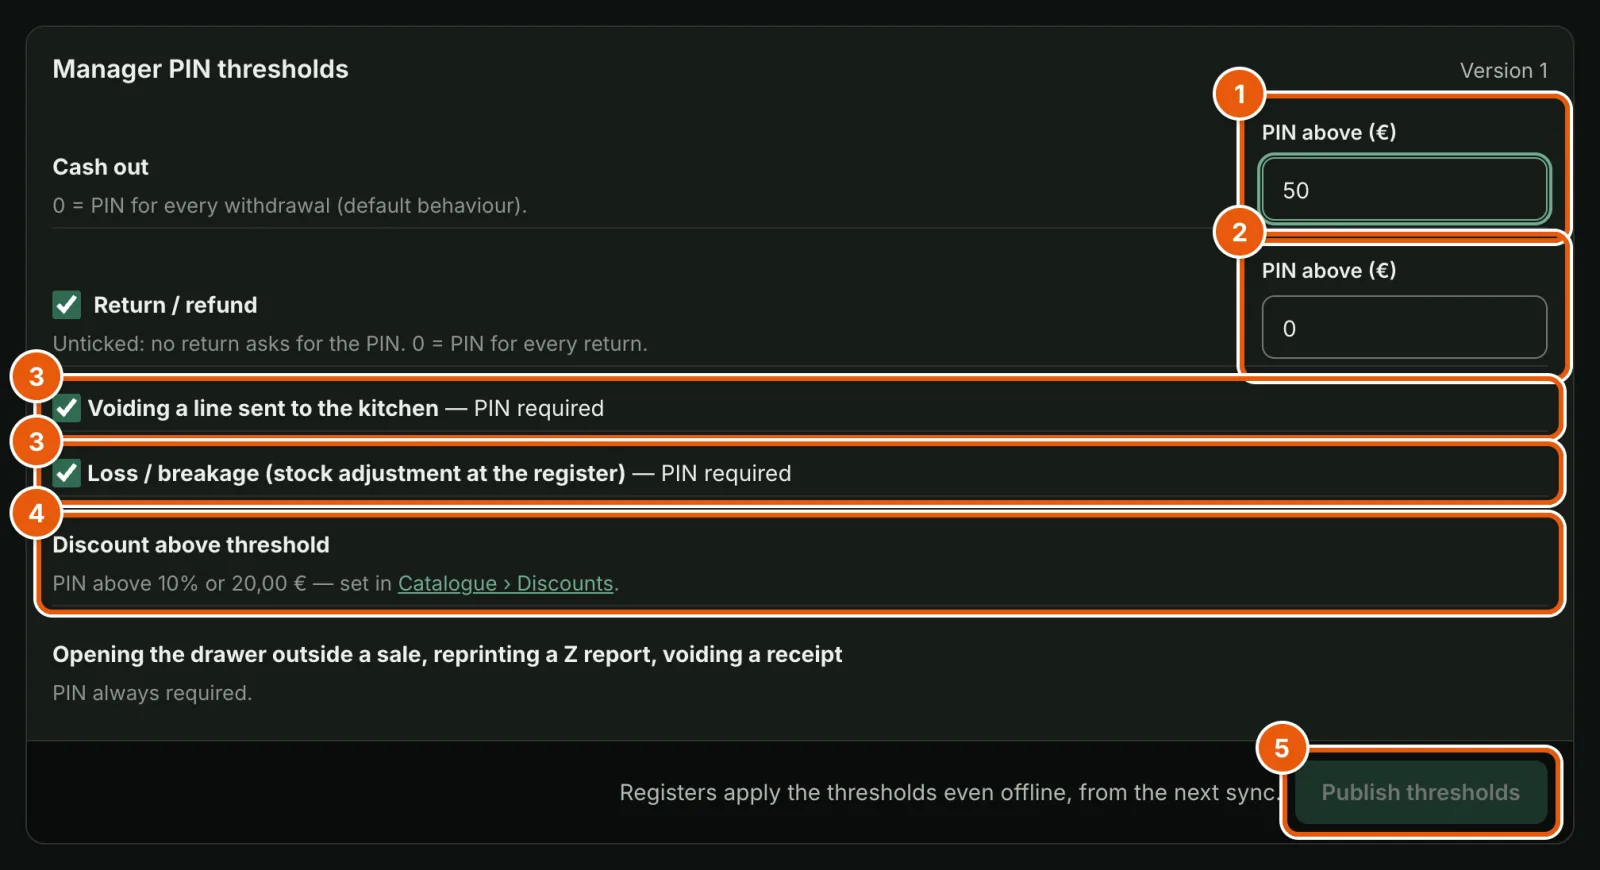 Manager PIN thresholds
Version 1
1
PIN above (€)
Cash out
50
0 = PIN for every withdrawal (default behaviour).
2
PIN above (€)
Return / refund
0
Unticked: no return asks for the PIN. 0 = PIN for every return.
3
Voiding a line sent to the kitchen — PIN required
3
Loss / breakage (stock adjustment at the register) — PIN required
4
Discount above threshold
PIN above 10% or 20,00 € — set in Catalogue › Discounts.
Opening the drawer outside a sale, reprinting a Z report, voiding a receipt
PIN always required.
5
Registers apply the thresholds even offline, from the next sync.
Publish thresholds